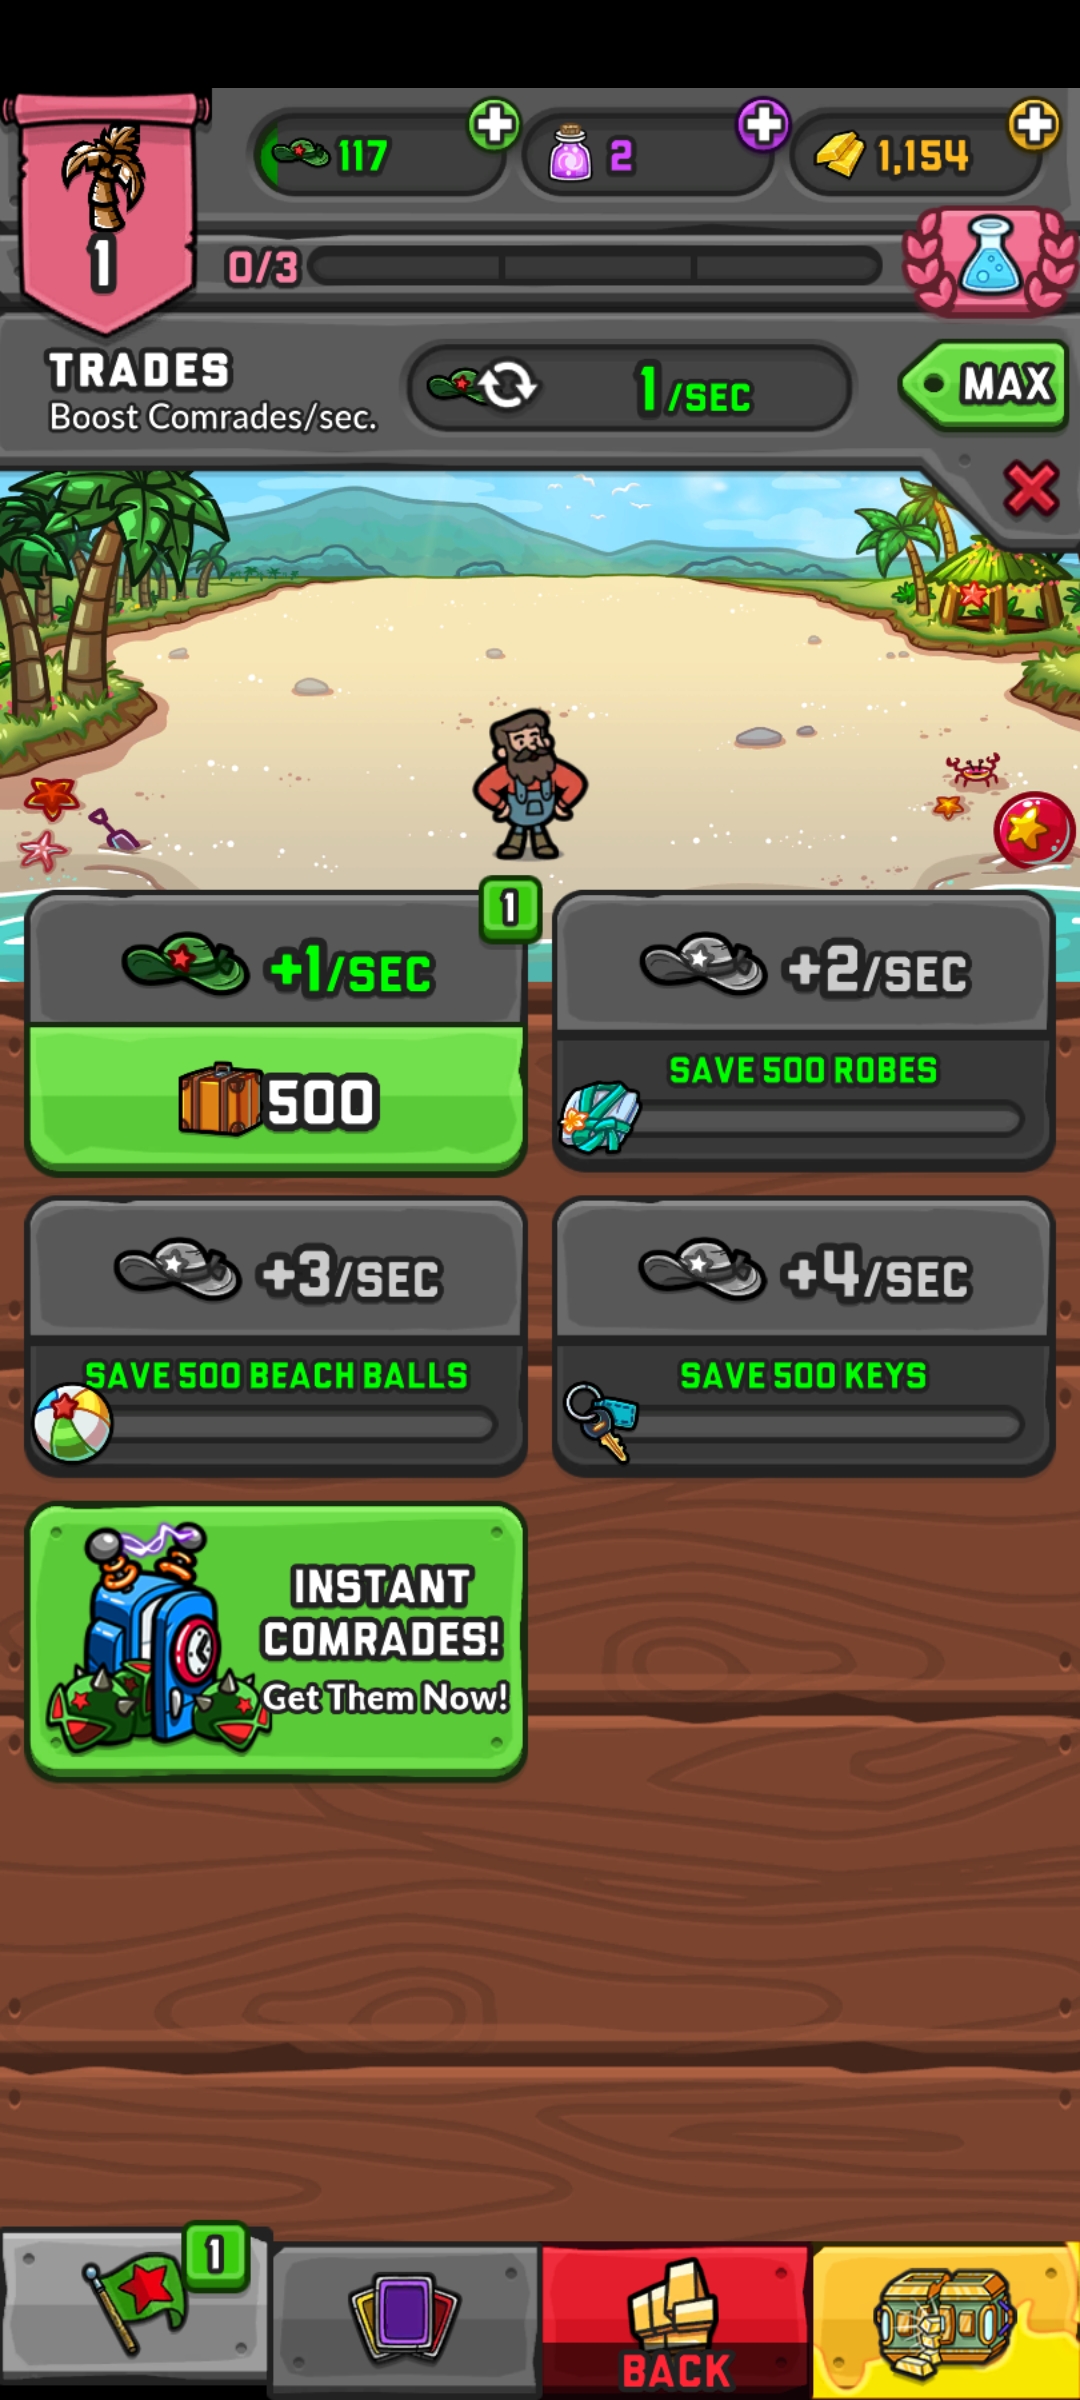 117
2
1,154
1
0/3
TRADES
Boost Comrades/sec.
1/SEC
MAX
1
+1/SEC
500
+2/SEC
SAVE 500 ROBES
+3/SEC
SAVE 500 BEACH BALLS
+4/SEC
SAVE 500 KEYS
INSTANT
COMRADES!
Get Them Now!
1
BACK